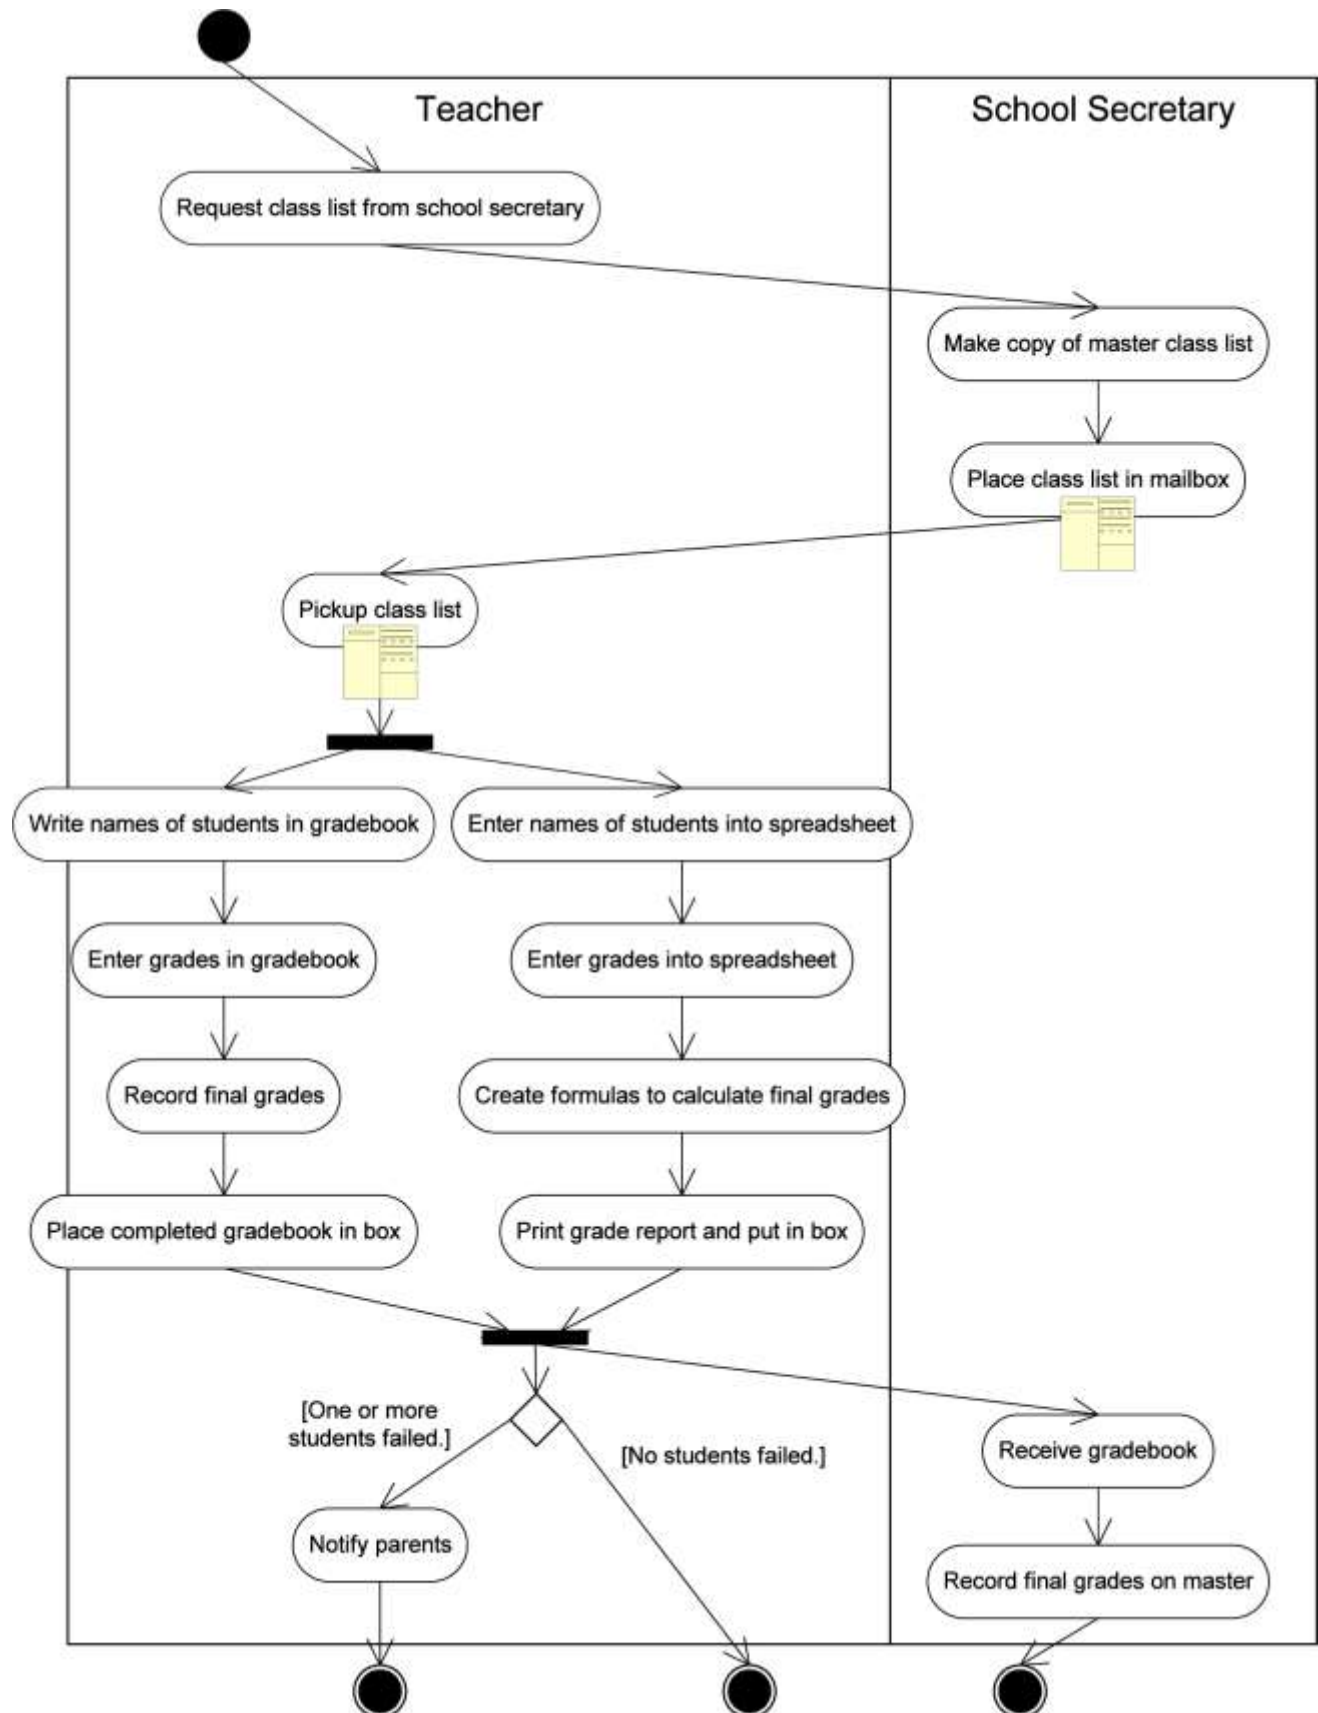 Teacher
School Secretary
Request class list from school secretary
Make copy of master class list
Place class list in mailbox
Pickup class list
Write names of students in gradebook
Enter names of students into spreadsheet
Enter grades in gradebook
Enter grades into spreadsheet
Record final grades
Create formulas to calculate final grades
Place completed gradebook in box
Print grade report and put in box
[One or more
students failed.]
[No students failed.]
Receive gradebook
Notify parents
Record final grades on master